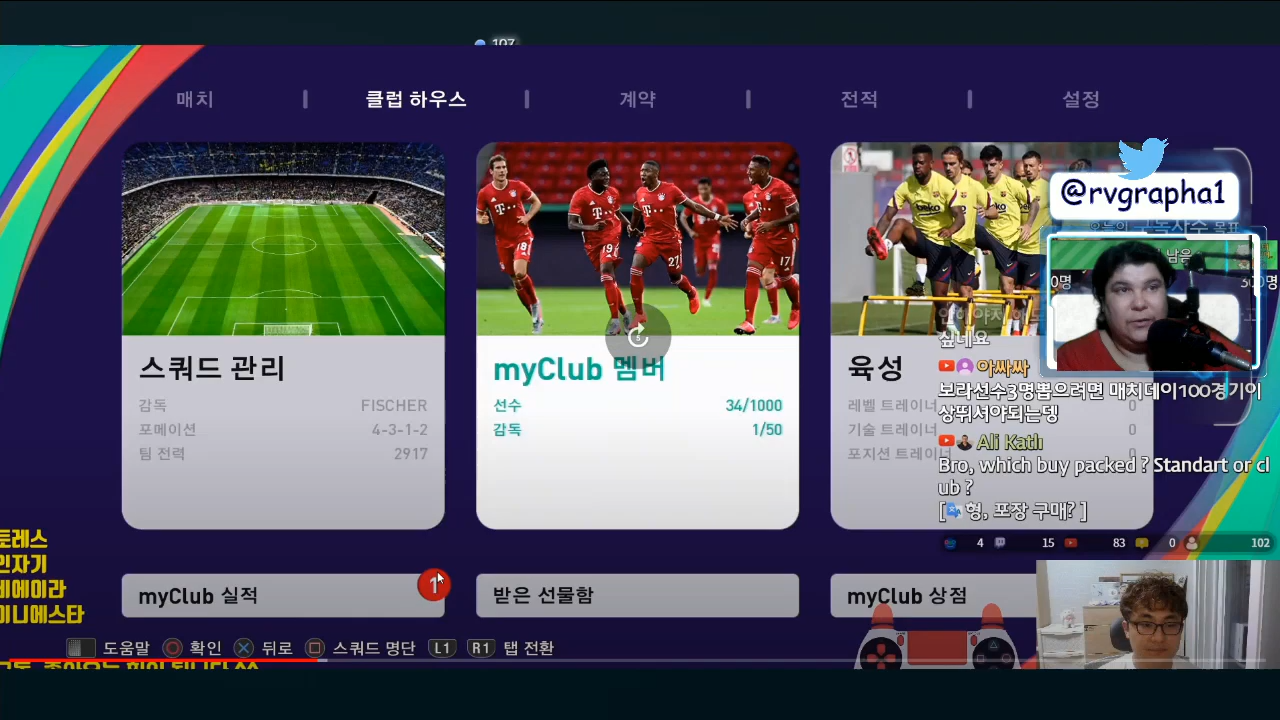 107
매치
클럽 하우스
계약
전적
설정
@rvgrapha1
스쿼드 관리
감독 FISCHER
포메이션 4-3-1-2
팀 전력 2917
myClub 멤버
선수 34/1000
감독 1/50
육성
레벨 트레이너 0
기술 트레이너
포지션 트레이너 0
싶네요
아싸싸
보라선수3명뽑으려면 매치데이100경기이
상뛰셔야되는뎅
Ali Katlı
Bro, which buy packed ? Standart or cl
ub ?
[형, 포장 구매? ]
4 15 83 0 102
토레스
인자기
이니에스타
myClub 실적 1
받은 선물함
myClub 상점
도움말 확인 뒤로 스쿼드 명단 L1 R1 탭 전환